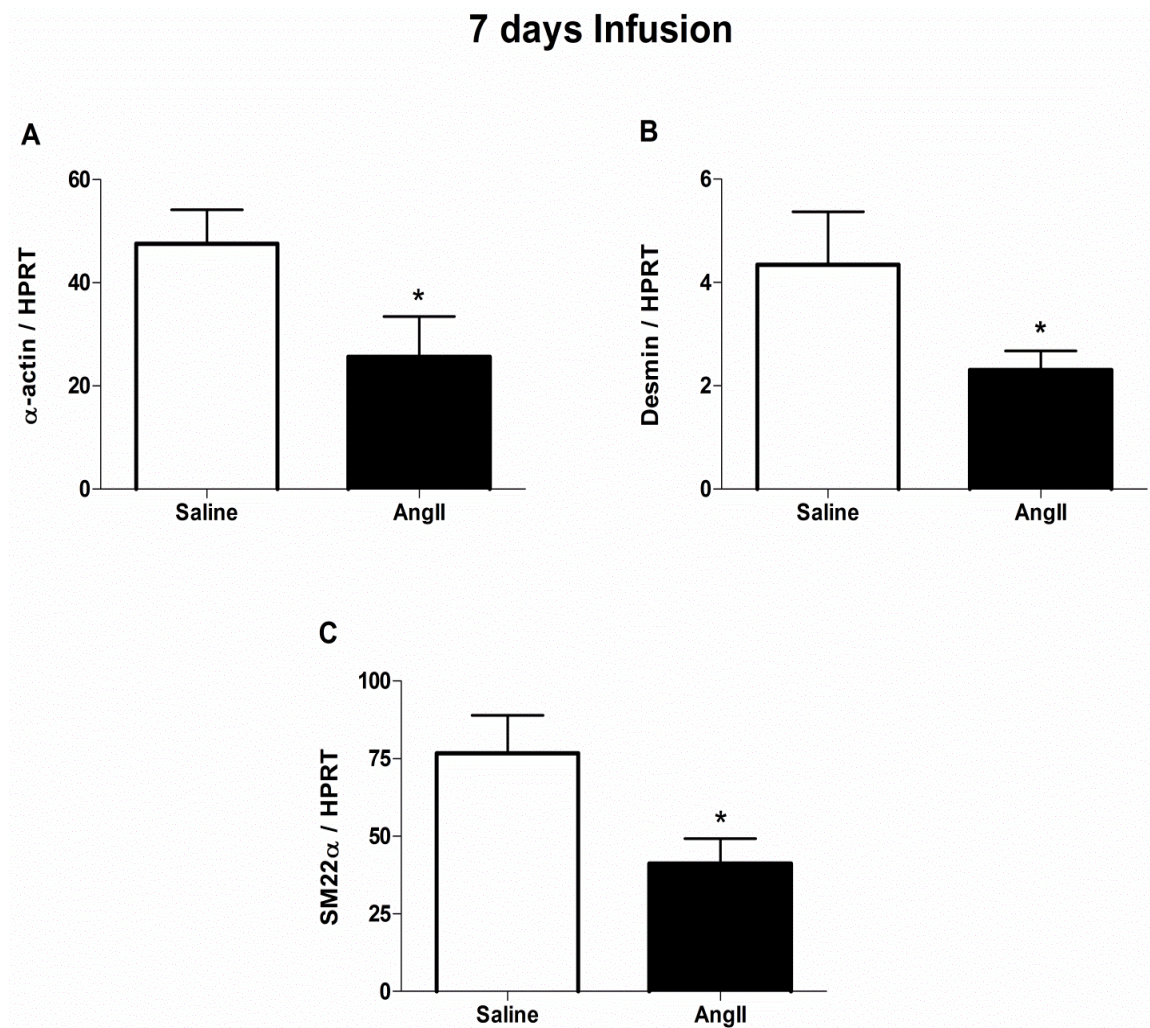 7 days Infusion
A
α-actin / HPRT
60
40
20
0
*
Saline
AngII
B
Desmin / HPRT
6
4
2
0
*
Saline
AngII
C
SM22α / HPRT
100
75
50
25
0
*
Saline
AngII